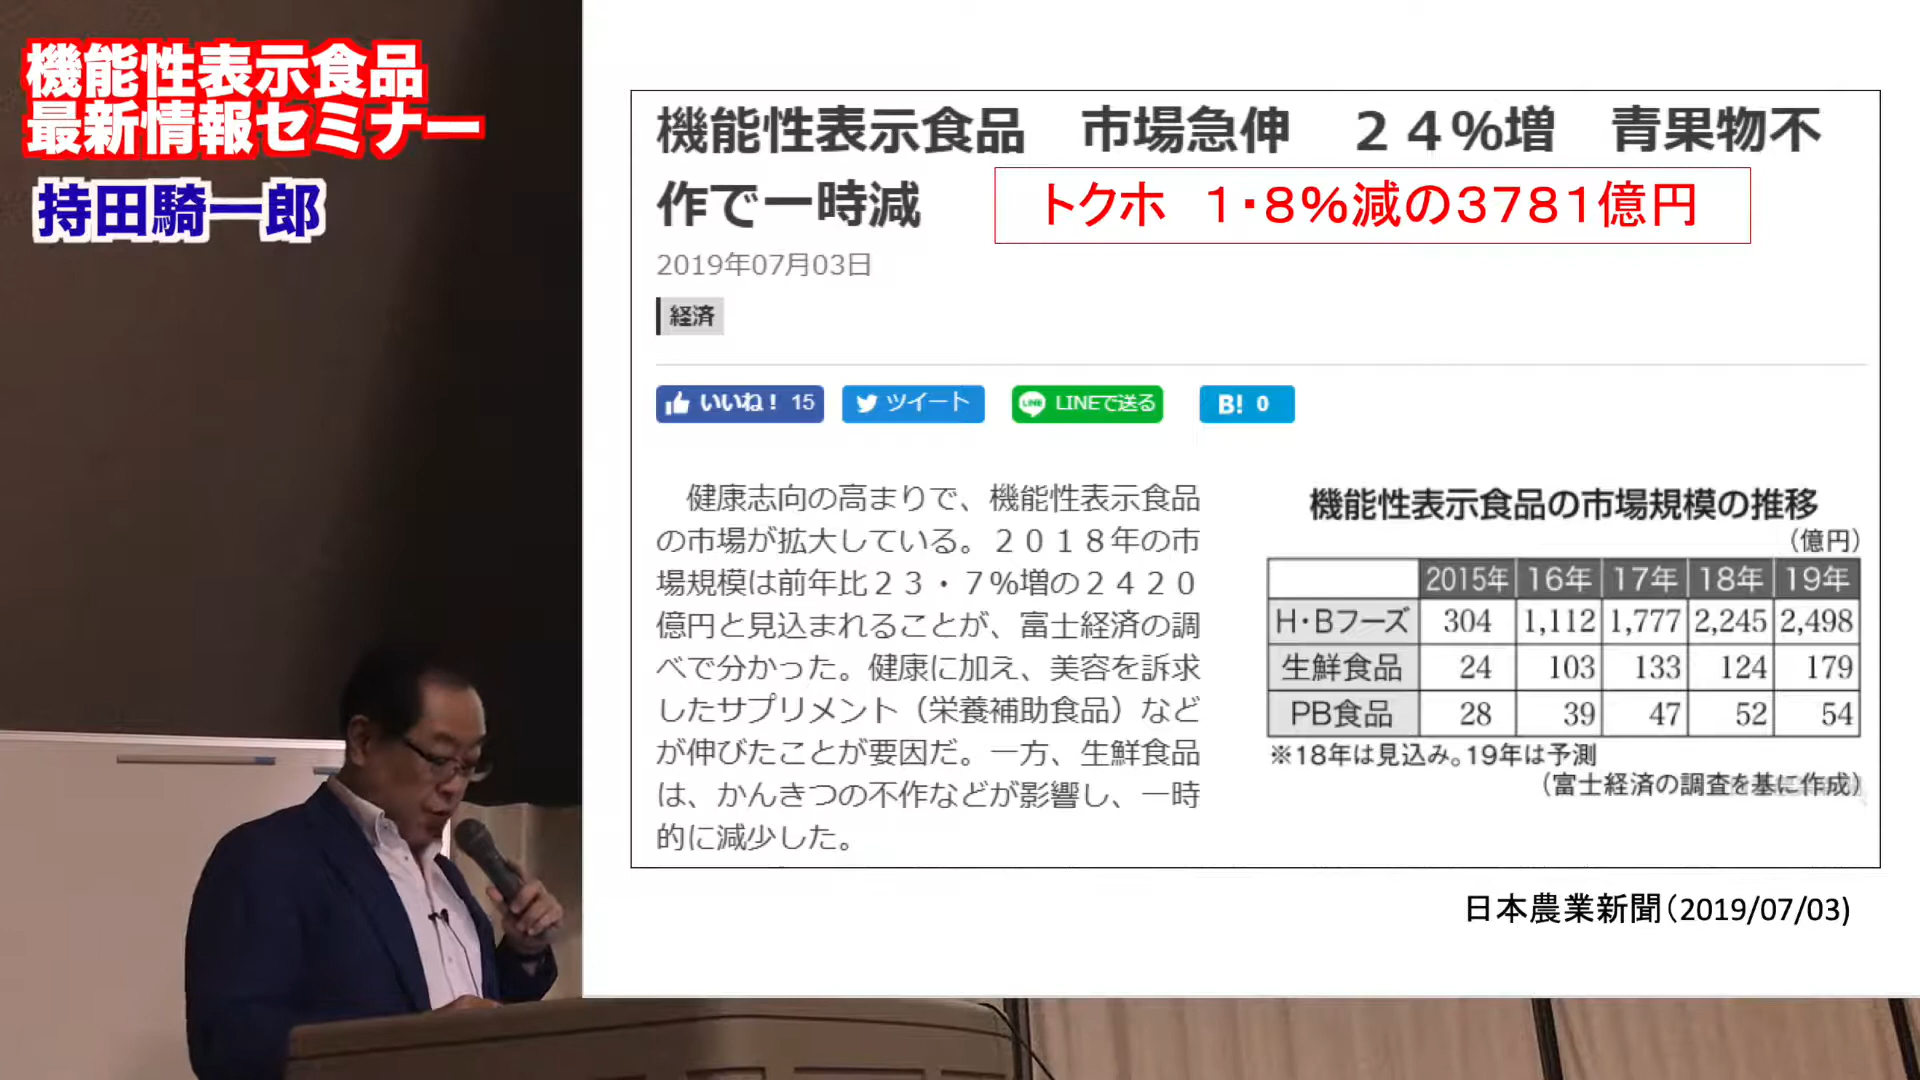 機能性表示食品
最新情報セミナー
持田騎一郎
機能性表示食品　市場急伸　２４％増　青果物不
作で一時減
トクホ　１・８％減の３７８１億円
2019年07月03日
経済
いいね！ 15
ツイート
LINEで送る
B! 0
健康志向の高まりで、機能性表示食品
の市場が拡大している。２０１８年の市
場規模は前年比２３・７％増の２４２０
億円と見込まれることが、富士経済の調
べで分かった。健康に加え、美容を訴求
したサプリメント（栄養補助食品）など
が伸びたことが要因だ。一方、生鮮食品
は、かんきつの不作などが影響し、一時
的に減少した。
機能性表示食品の市場規模の推移
（億円）
2015年 16年 17年 18年 19年
H・Bフーズ 304 1,112 1,777 2,245 2,498
生鮮食品 24 103 133 124 179
PB食品 28 39 47 52 54
※18年は見込み。19年は予測
（富士経済の調査を基に作成）
日本農業新聞（2019/07/03)